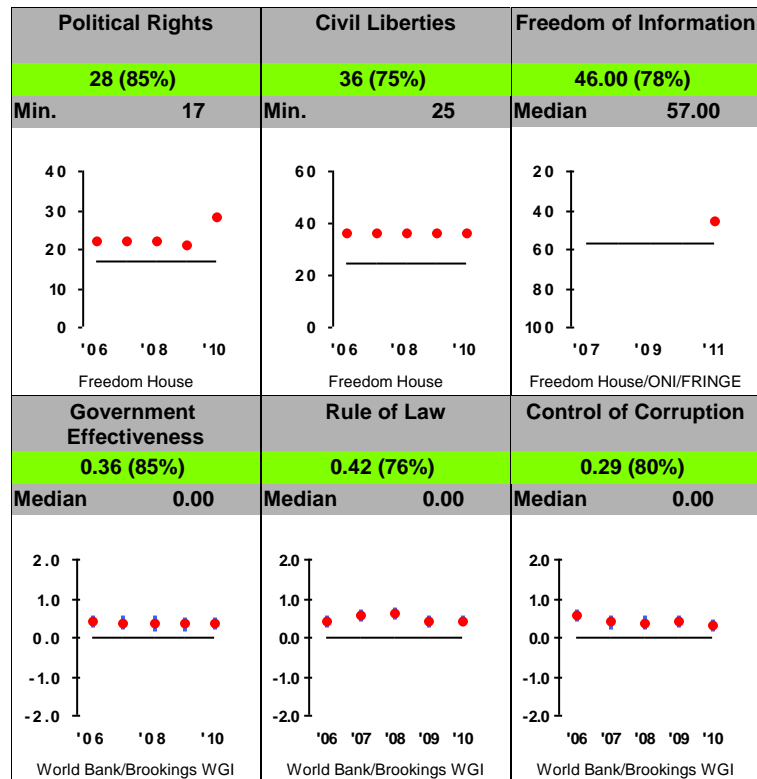 Political Rights
28 (85%)
Min. 17
40
30
20
10
0
'06 '08 '10
Freedom House
Civil Liberties
36 (75%)
Min. 25
60
40
20
0
'06 '08 '10
Freedom House
Freedom of Information
46.00 (78%)
Median 57.00
20
40
60
80
100
'07 '09 '11
Freedom House/ONI/FRINGE
Government
Effectiveness
0.36 (85%)
Median 0.00
2.0
1.0
0.0
-1.0
-2.0
'06 '08 '10
World Bank/Brookings WGI
Rule of Law
0.42 (76%)
Median 0.00
2.0
1.0
0.0
-1.0
-2.0
'06 '07 '08 '09 '10
World Bank/Brookings WGI
Control of Corruption
0.29 (80%)
Median 0.00
2.0
1.0
0.0
-1.0
-2.0
'06 '07 '08 '09 '10
World Bank/Brookings WGI